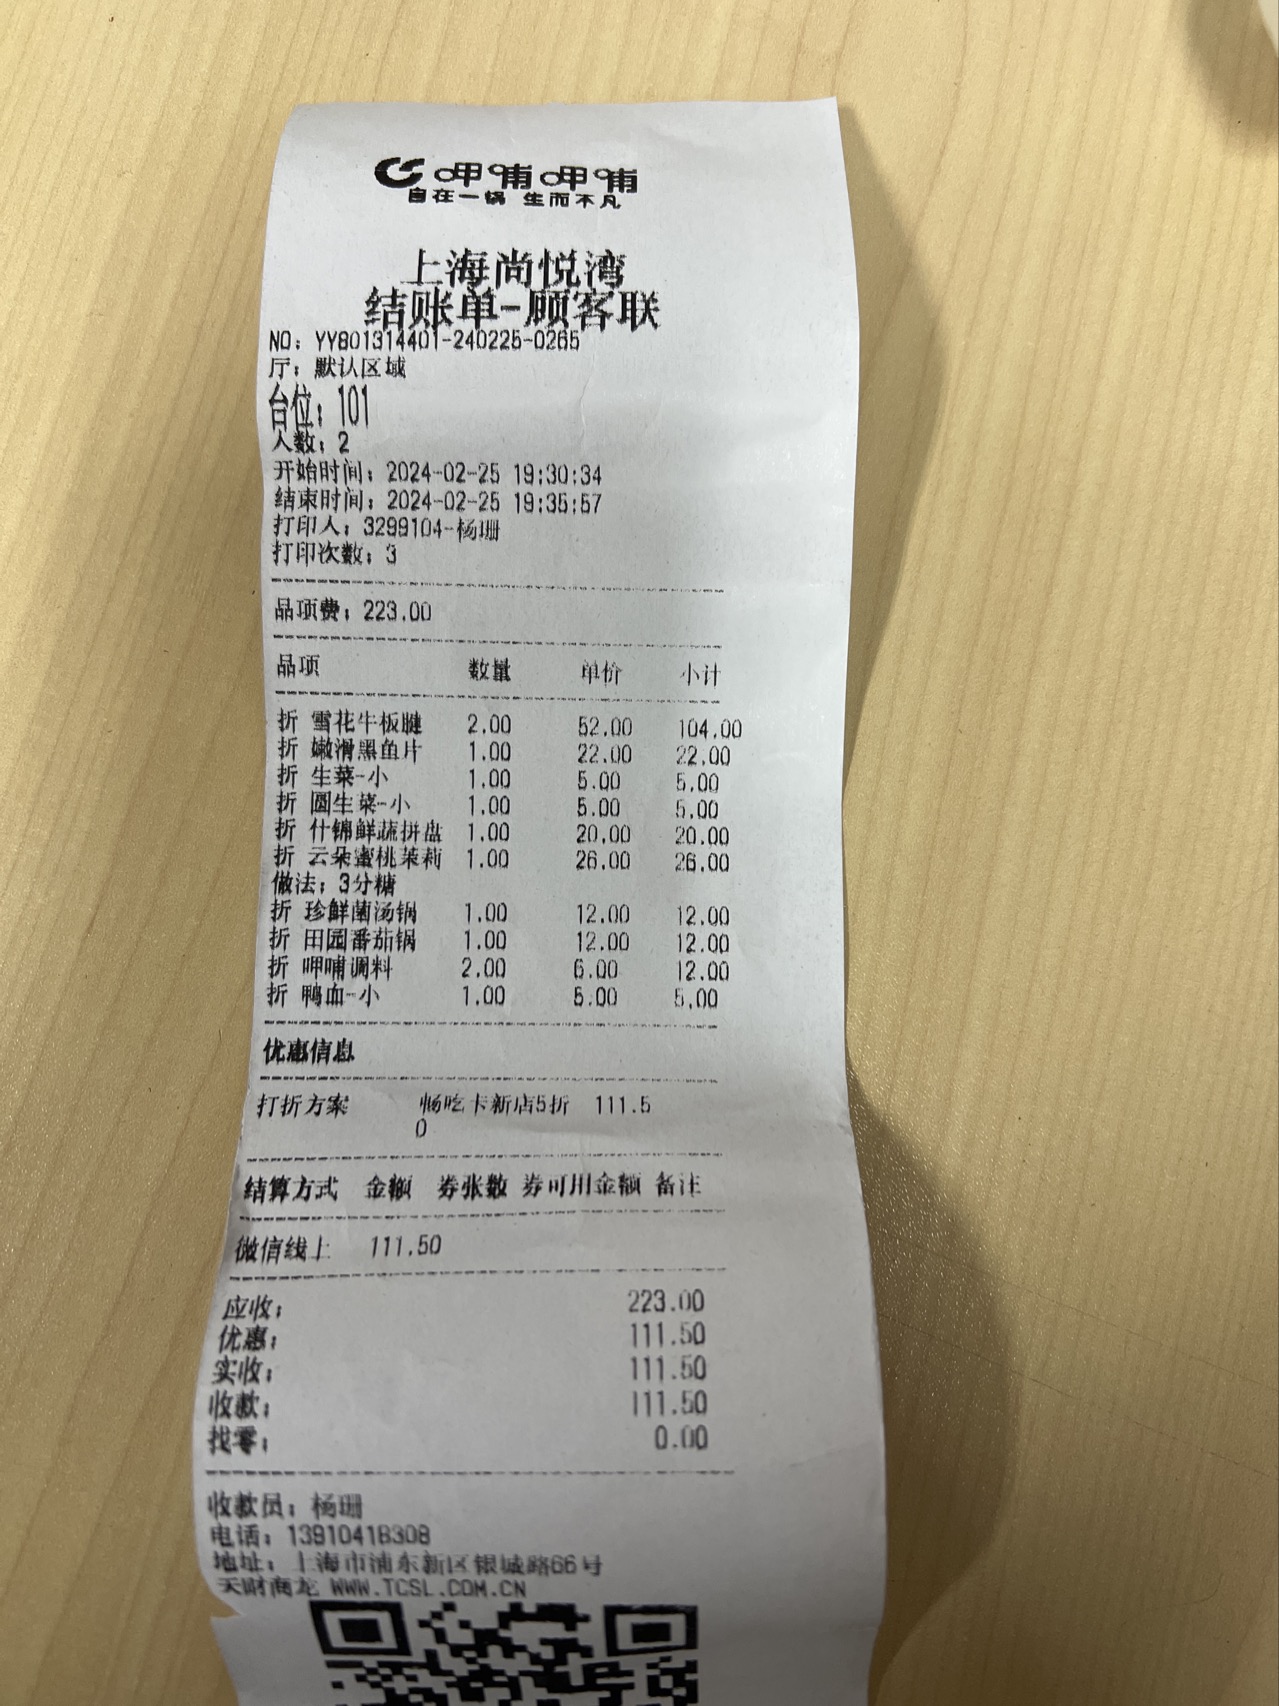 呷哺呷哺
自在一锅 生而不凡
上海尚悦湾
结账单-顾客联
NO: YY801314401-240225-0265
厅: 默认区域
台位: 101
人数: 2
开始时间: 2024-02-25 19:30:34
结束时间: 2024-02-25 19:35:57
打印人: 3299104-杨珊
打印次数: 3
品项费: 223.00
品项 数量 单价 小计
折 雪花牛板腱 2.00 52.00 104.00
折 嫩滑黑鱼片 1.00 22.00 22.00
折 生菜-小 1.00 5.00 5.00
折 圆生菜-小 1.00 5.00 5.00
折 什锦鲜蔬拼盘 1.00 20.00 20.00
折 云朵蜜桃茉莉 1.00 26.00 26.00
做法: 3分糖
折 珍鲜菌汤锅 1.00 12.00 12.00
折 田园番茄锅 1.00 12.00 12.00
折 呷哺调料 2.00 6.00 12.00
折 鸭血-小 1.00 5.00 5.00
优惠信息
打折方案 畅吃卡新店5折 111.5
0
结算方式 金额 券张数 券可用金额 备注
微信线上 111.50
应收: 223.00
优惠: 111.50
实收: 111.50
收款: 111.50
找零: 0.00
收款员: 杨珊
电话: 13910418308
地址: 上海市浦东新区银城路66号
天财商龙 WWW.TCSL.COM.CN